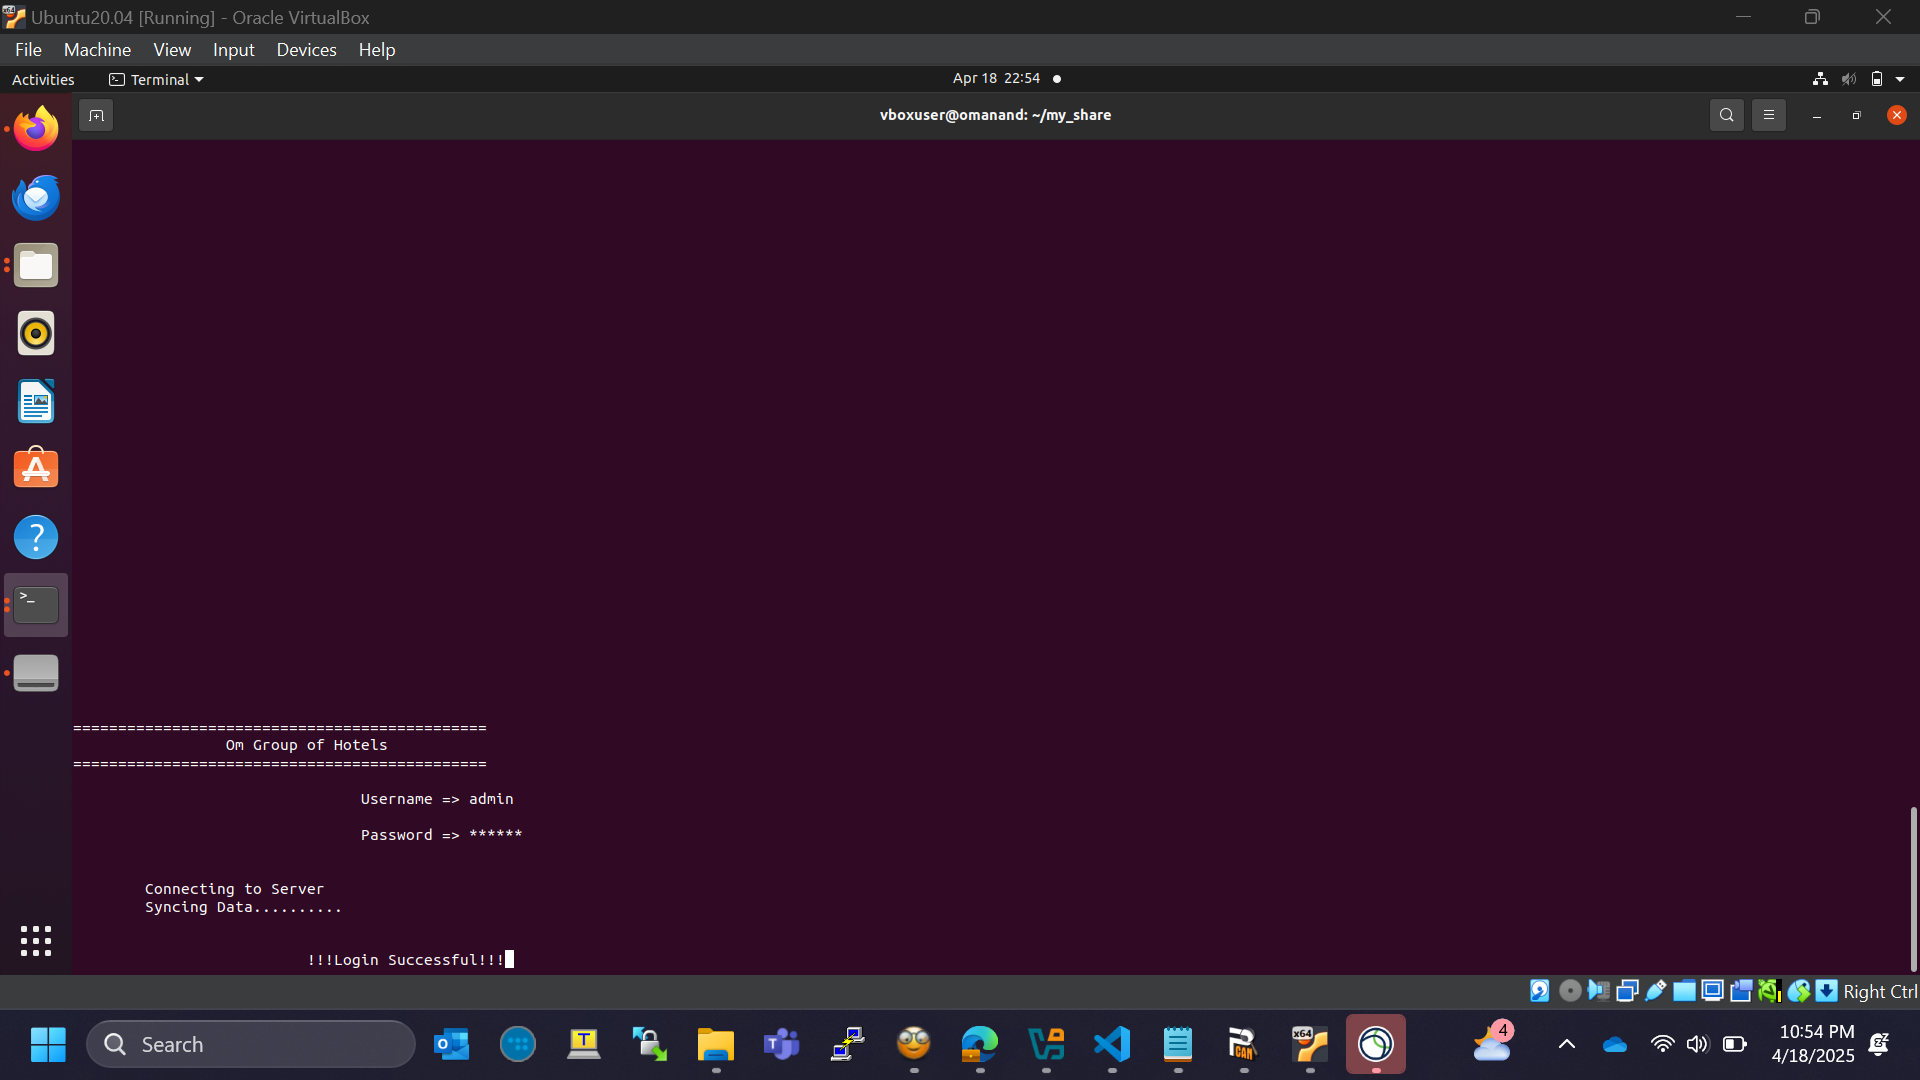 Ubuntu20.04 [Running] - Oracle VirtualBox
File Machine View Input Devices Help
Activities Terminal Apr 18 22:54
vboxuser@omanand: ~/my_share
==============================================
Om Group of Hotels
==============================================
Username => admin
Password => ******
Connecting to Server
Syncing Data..........
!!!Login Successful!!!
Right Ctrl
Search
4
10:54 PM
4/18/2025